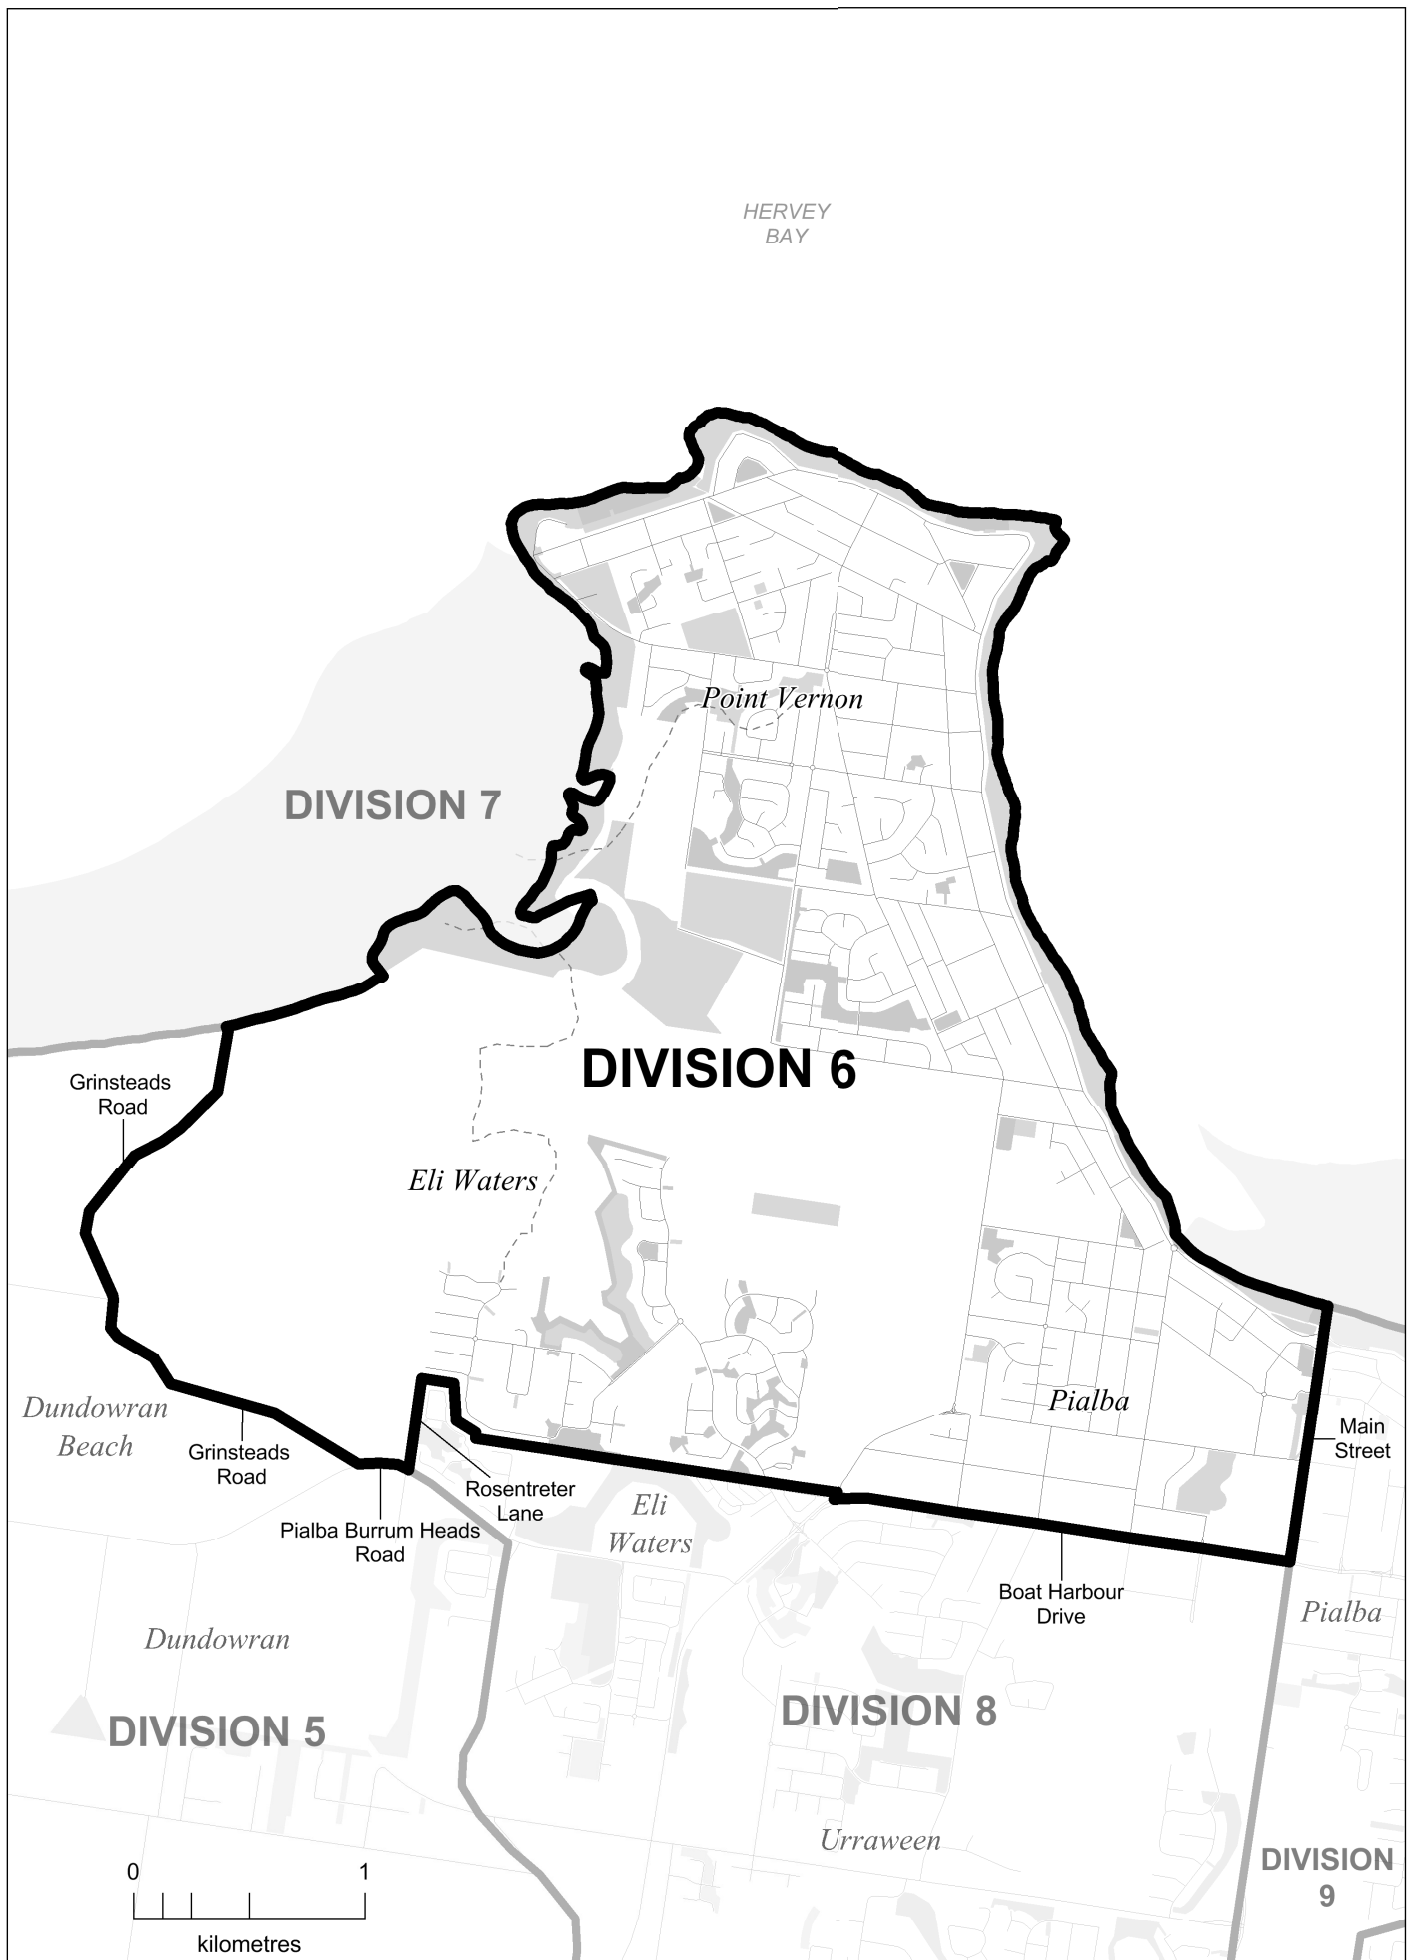 HERVEY
BAY
Point Vernon
DIVISION 7
DIVISION 6
Grinsteads
Road
Eli Waters
Pialba
Dundowran
Beach
Main
Street
Grinsteads
Road
Rosentreter
Lane
Eli
Waters
Pialba Burrum Heads
Road
Boat Harbour
Drive
Pialba
Dundowran
DIVISION 8
DIVISION 5
Urraween
DIVISION
9
0 1
kilometres